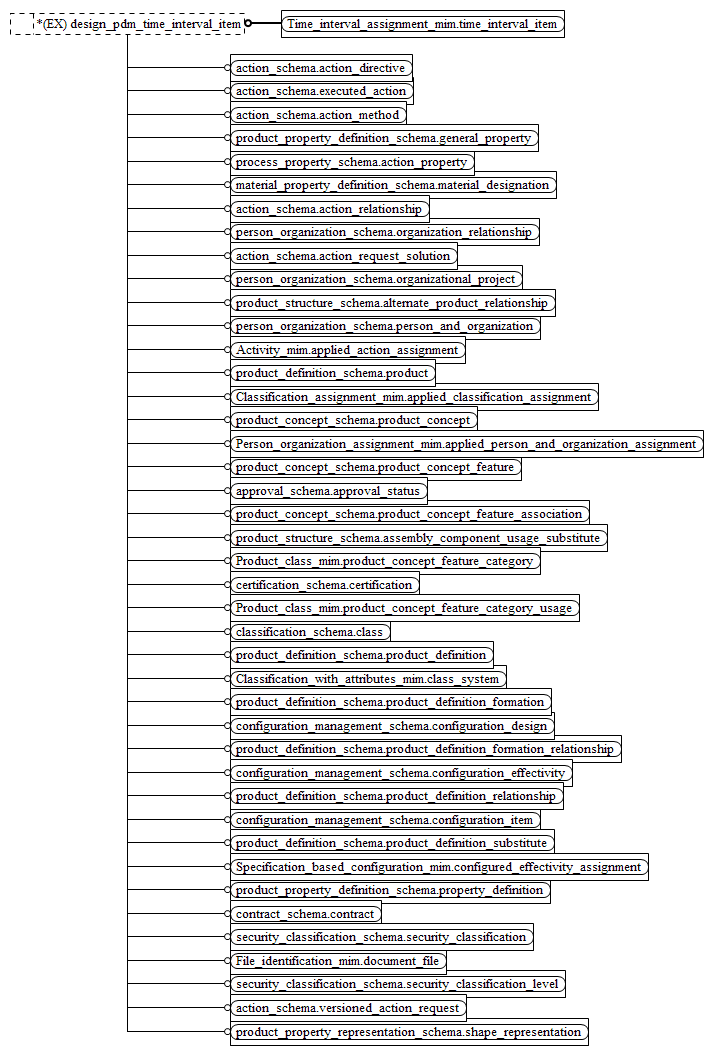 *(EX) design_pdm_time_interval_item
Time_interval_assignment_mim.time_interval_item
action_schema.action_directive
action_schema.executed_action
action_schema.action_method
product_property_definition_schema.general_property
process_property_schema.action_property
material_property_definition_schema.material_designation
action_schema.action_relationship
person_organization_schema.organization_relationship
action_schema.action_request_solution
person_organization_schema.organizational_project
product_structure_schema.alternate_product_relationship
person_organization_schema.person_and_organization
Activity_mim.applied_action_assignment
product_definition_schema.product
Classification_assignment_mim.applied_classification_assignment
product_concept_schema.product_concept
Person_organization_assignment_mim.applied_person_and_organization_assignment
product_concept_schema.product_concept_feature
approval_schema.approval_status
product_concept_schema.product_concept_feature_association
product_structure_schema.assembly_component_usage_substitute
Product_class_mim.product_concept_feature_category
certification_schema.certification
Product_class_mim.product_concept_feature_category_usage
classification_schema.class
product_definition_schema.product_definition
Classification_with_attributes_mim.class_system
product_definition_schema.product_definition_formation
configuration_management_schema.configuration_design
product_definition_schema.product_definition_formation_relationship
configuration_management_schema.configuration_effectivity
product_definition_schema.product_definition_relationship
configuration_management_schema.configuration_item
product_definition_schema.product_definition_substitute
Specification_based_configuration_mim.configured_effectivity_assignment
product_property_definition_schema.property_definition
contract_schema.contract
security_classification_schema.security_classification
File_identification_mim.document_file
security_classification_schema.security_classification_level
action_schema.versioned_action_request
product_property_representation_schema.shape_representation